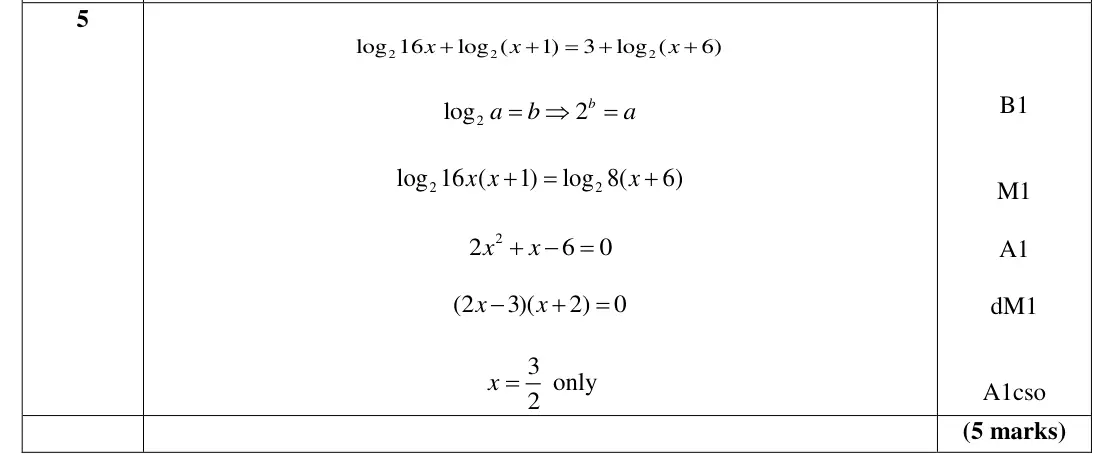 5
log₂ 16x + log₂ (x + 1) = 3 + log₂ (x + 6)
log₂ a = b ⇒ 2ᵇ = a
B1
log₂ 16x(x + 1) = log₂ 8(x + 6)
M1
2x² + x − 6 = 0
A1
(2x − 3)(x + 2) = 0
dM1
x = 3/2 only
A1cso
(5 marks)